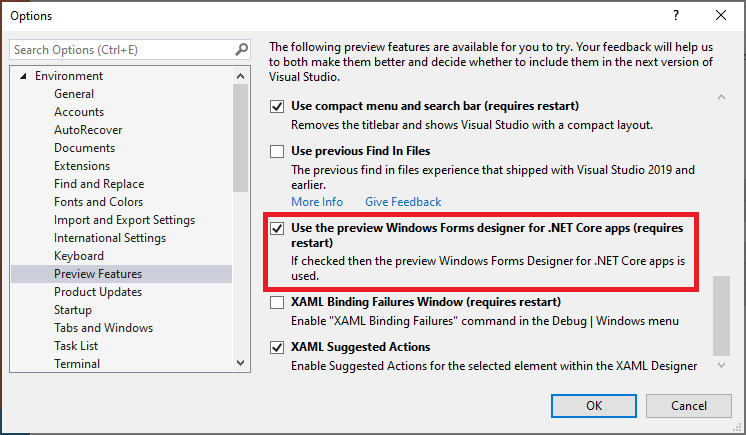 Options
? ×
Search Options (Ctrl+E)
Environment
General
Accounts
AutoRecover
Documents
Extensions
Find and Replace
Fonts and Colors
Import and Export Settings
International Settings
Keyboard
Preview Features
Product Updates
Startup
Tabs and Windows
Task List
Terminal
The following preview features are available for you to try. Your feedback will help us
to both make them better and decide whether to include them in the next version of
Visual Studio.
Use compact menu and search bar (requires restart)
Removes the titlebar and shows Visual Studio with a compact layout.
Use previous Find In Files
The previous find in files experience that shipped with Visual Studio 2019 and
earlier.
More Info Give Feedback
Use the preview Windows Forms designer for .NET Core apps (requires
restart)
If checked then the preview Windows Forms Designer for .NET Core apps is
used.
XAML Binding Failures Window (requires restart)
Enable "XAML Binding Failures" command in the Debug | Windows menu
XAML Suggested Actions
Enable Suggested Actions for the selected element within the XAML Designer
OK
Cancel